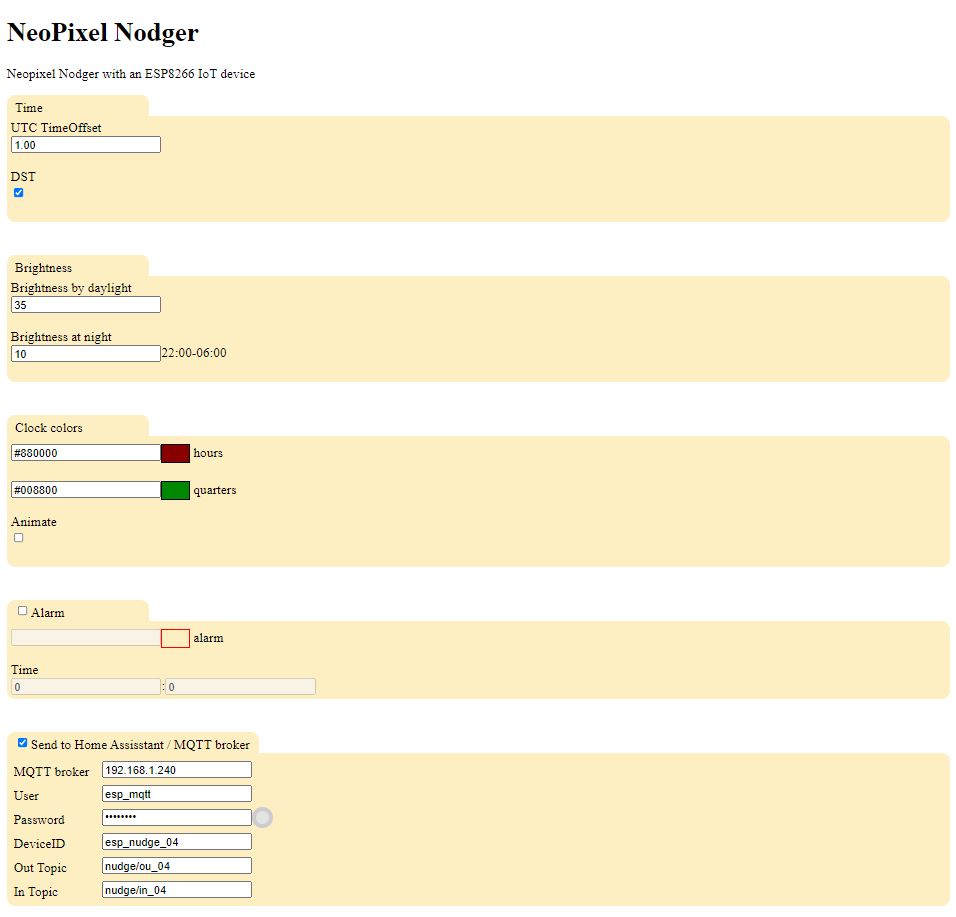 NeoPixel Nodger
Neopixel Nodger with an ESP8266 IoT device
Time
UTC TimeOffset
1.00
DST
Brightness
Brightness by daylight
35
Brightness at night
10 22:00-06:00
Clock colors
#880000 hours
#008800 quarters
Animate
Alarm
alarm
Time
0 : 0
Send to Home Assisstant / MQTT broker
MQTT broker 192.168.1.240
User esp_mqtt
Password ••••••••
DeviceID esp_nudge_04
Out Topic nudge/ou_04
In Topic nudge/in_04